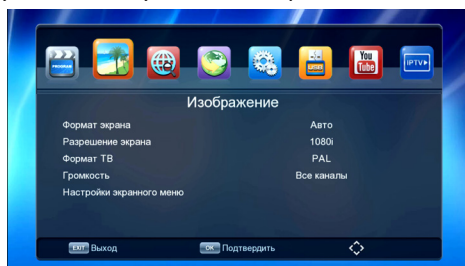 PROGRAM
USB
You
Tube
IPTV
Изображение
Формат экрана Авто
Разрешение экрана 1080i
Формат ТВ PAL
Громкость Все каналы
Настройки экранного меню
EXIT Выход OK Подтвердить